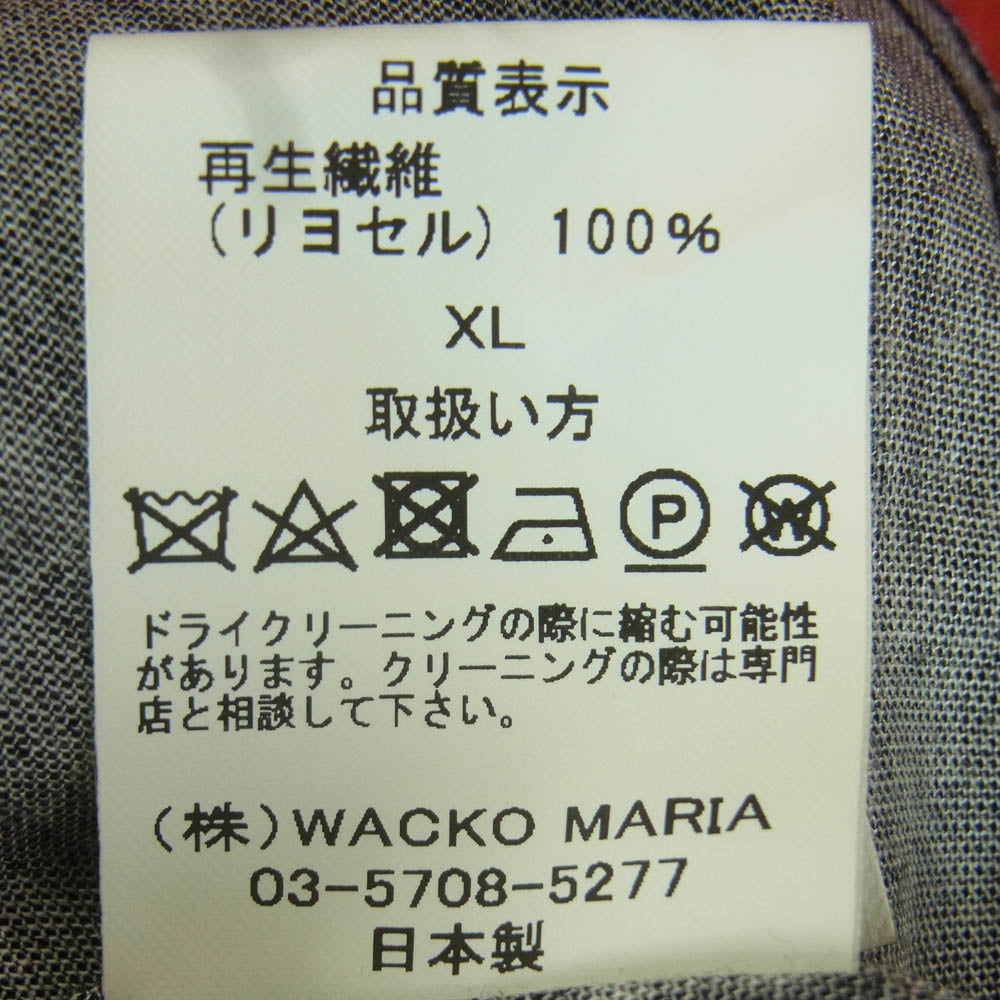 品質表示
再生繊維
(リヨセル) 100%
XL
取扱い方
P W
ドライクリーニングの際に縮む可能性
があります。クリーニングの際は専門
店と相談して下さい。
(株)WACKO MARIA
03-5708-5277
日本製